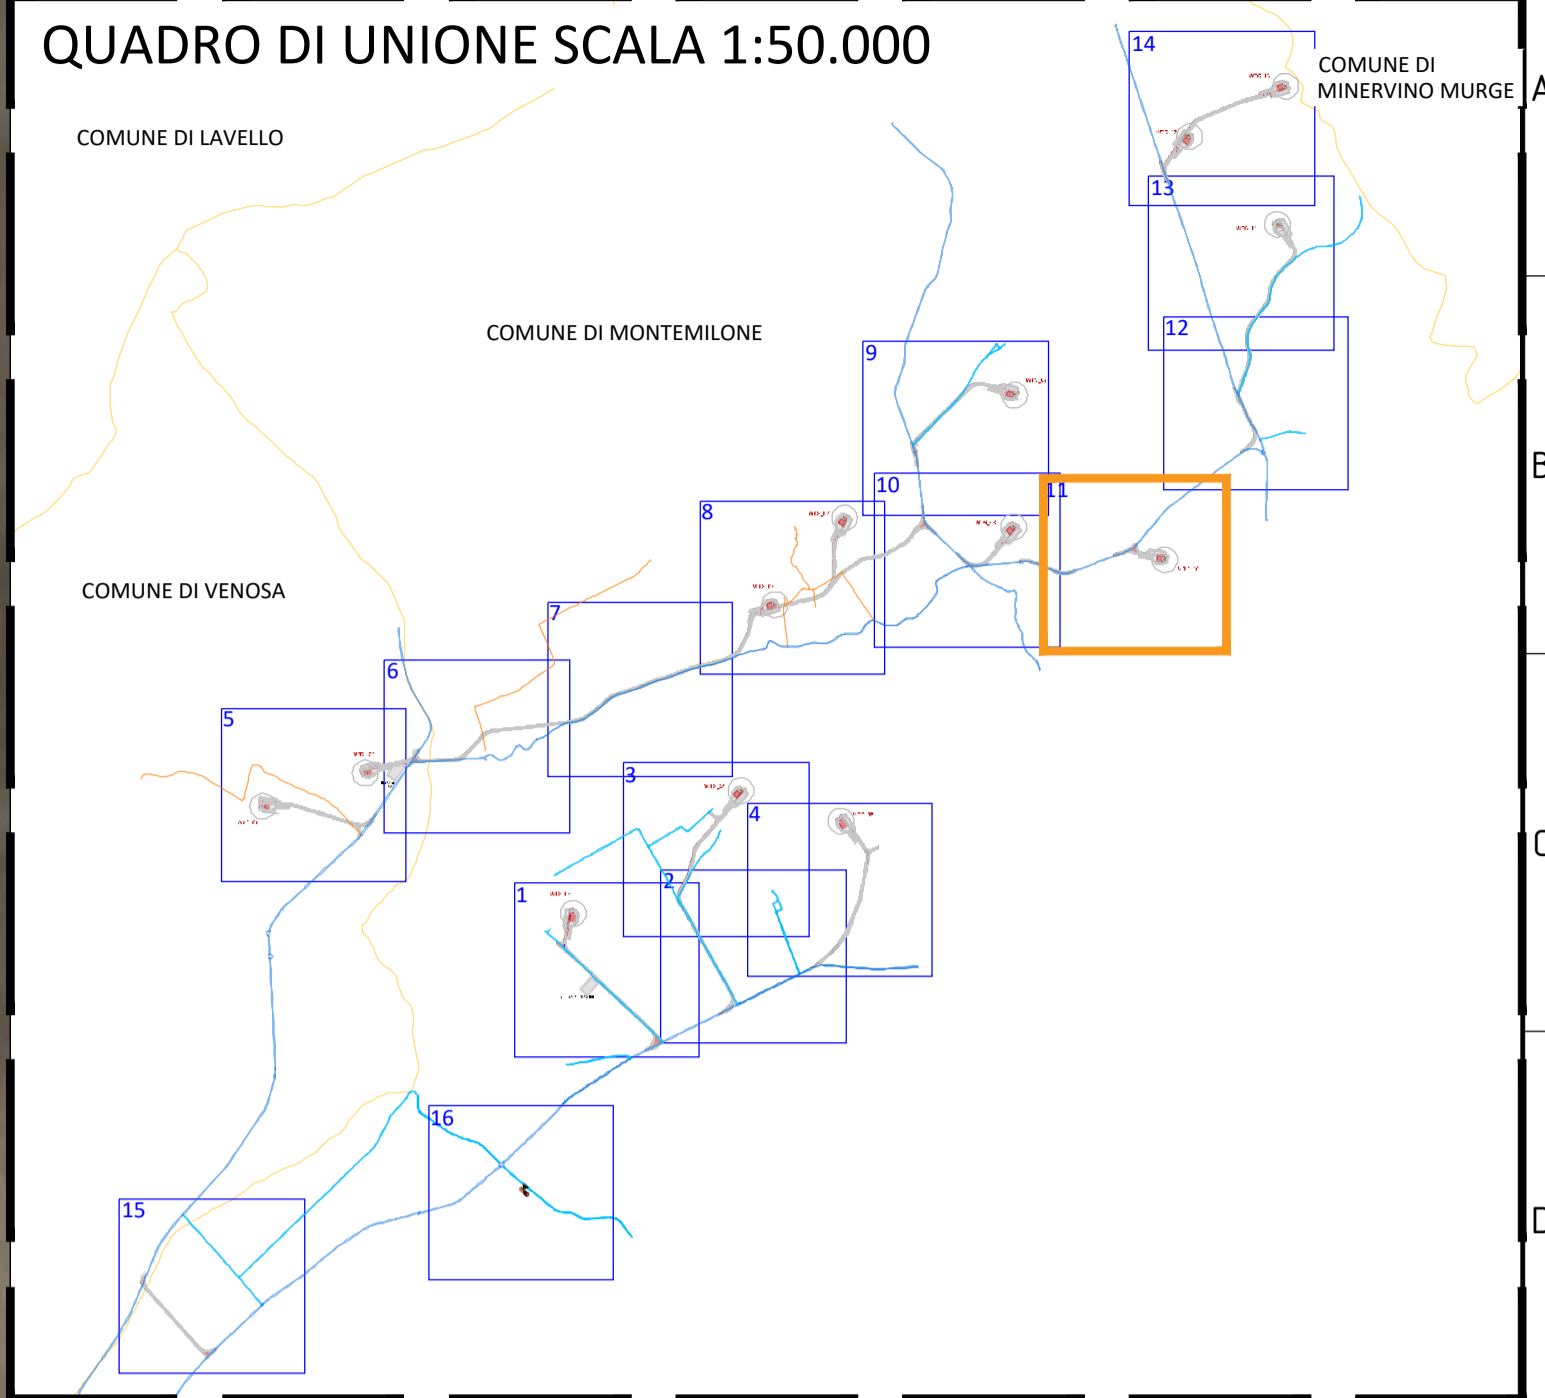 QUADRO DI UNIONE SCALA 1:50.000
14
COMUNE DI
MINERVINO MURGE
A
COMUNE DI LAVELLO
13
COMUNE DI MONTEMILONE
12
9
B
10
11
8
COMUNE DI VENOSA
7
6
5
3
4
C
2
1
16
15
D